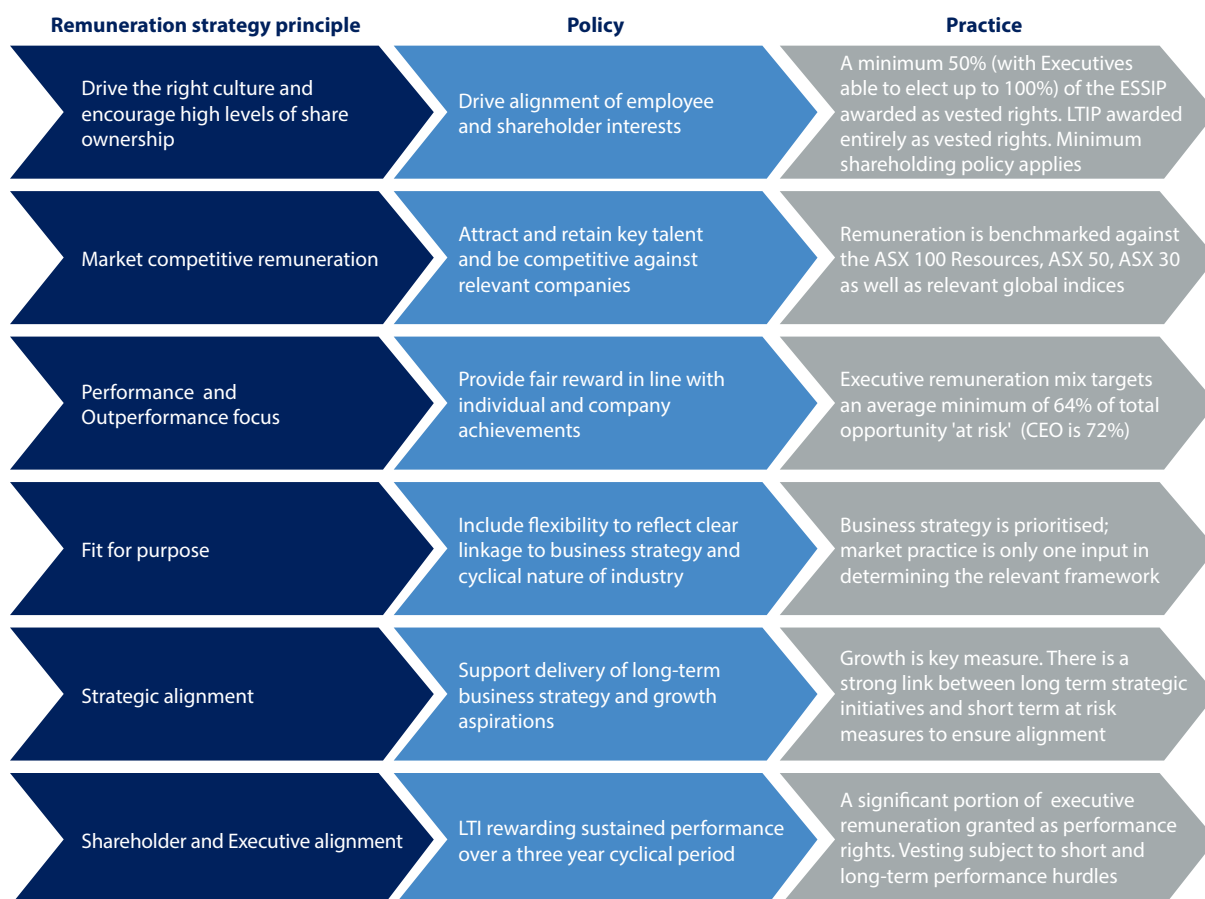 Remuneration strategy principle
Policy
Practice
Drive the right culture and
encourage high levels of share
ownership
Drive alignment of employee
and shareholder interests
A minimum 50% (with Executives
able to elect up to 100%) of the ESSIP
awarded as vested rights. LTIP awarded
entirely as vested rights. Minimum
shareholding policy applies
Market competitive remuneration
Attract and retain key talent
and be competitive against
relevant companies
Remuneration is benchmarked against
the ASX 100 Resources, ASX 50, ASX 30
as well as relevant global indices
Performance and
Outperformance focus
Provide fair reward in line with
individual and company
achievements
Executive remuneration mix targets
an average minimum of 64% of total
opportunity 'at risk' (CEO is 72%)
Fit for purpose
Include flexibility to reflect clear
linkage to business strategy and
cyclical nature of industry
Business strategy is prioritised;
market practice is only one input in
determining the relevant framework
Strategic alignment
Support delivery of long-term
business strategy and growth
aspirations
Growth is key measure. There is a
strong link between long term strategic
initiatives and short term at risk
measures to ensure alignment
Shareholder and Executive alignment
LTI rewarding sustained performance
over a three year cyclical period
A significant portion of executive
remuneration granted as performance
rights. Vesting subject to short and
long-term performance hurdles